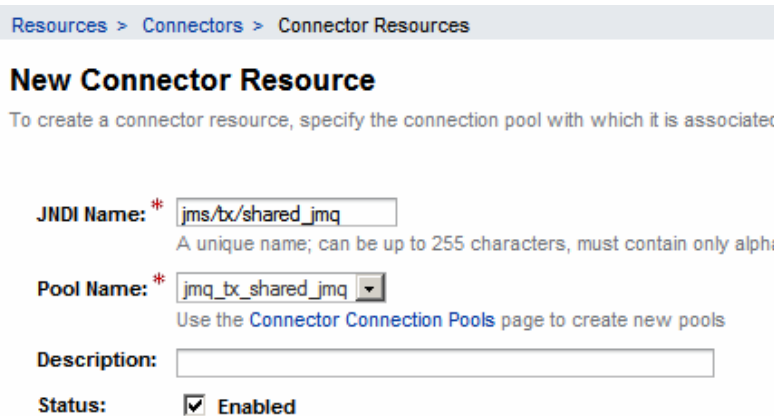 Resources > Connectors > Connector Resources
New Connector Resource
To create a connector resource, specify the connection pool with which it is associated
JNDI Name: * jms/tx/shared_jmq
A unique name; can be up to 255 characters, must contain only alpha
Pool Name: * jmq_tx_shared_jmq
Use the Connector Connection Pools page to create new pools
Description:
Status: Enabled